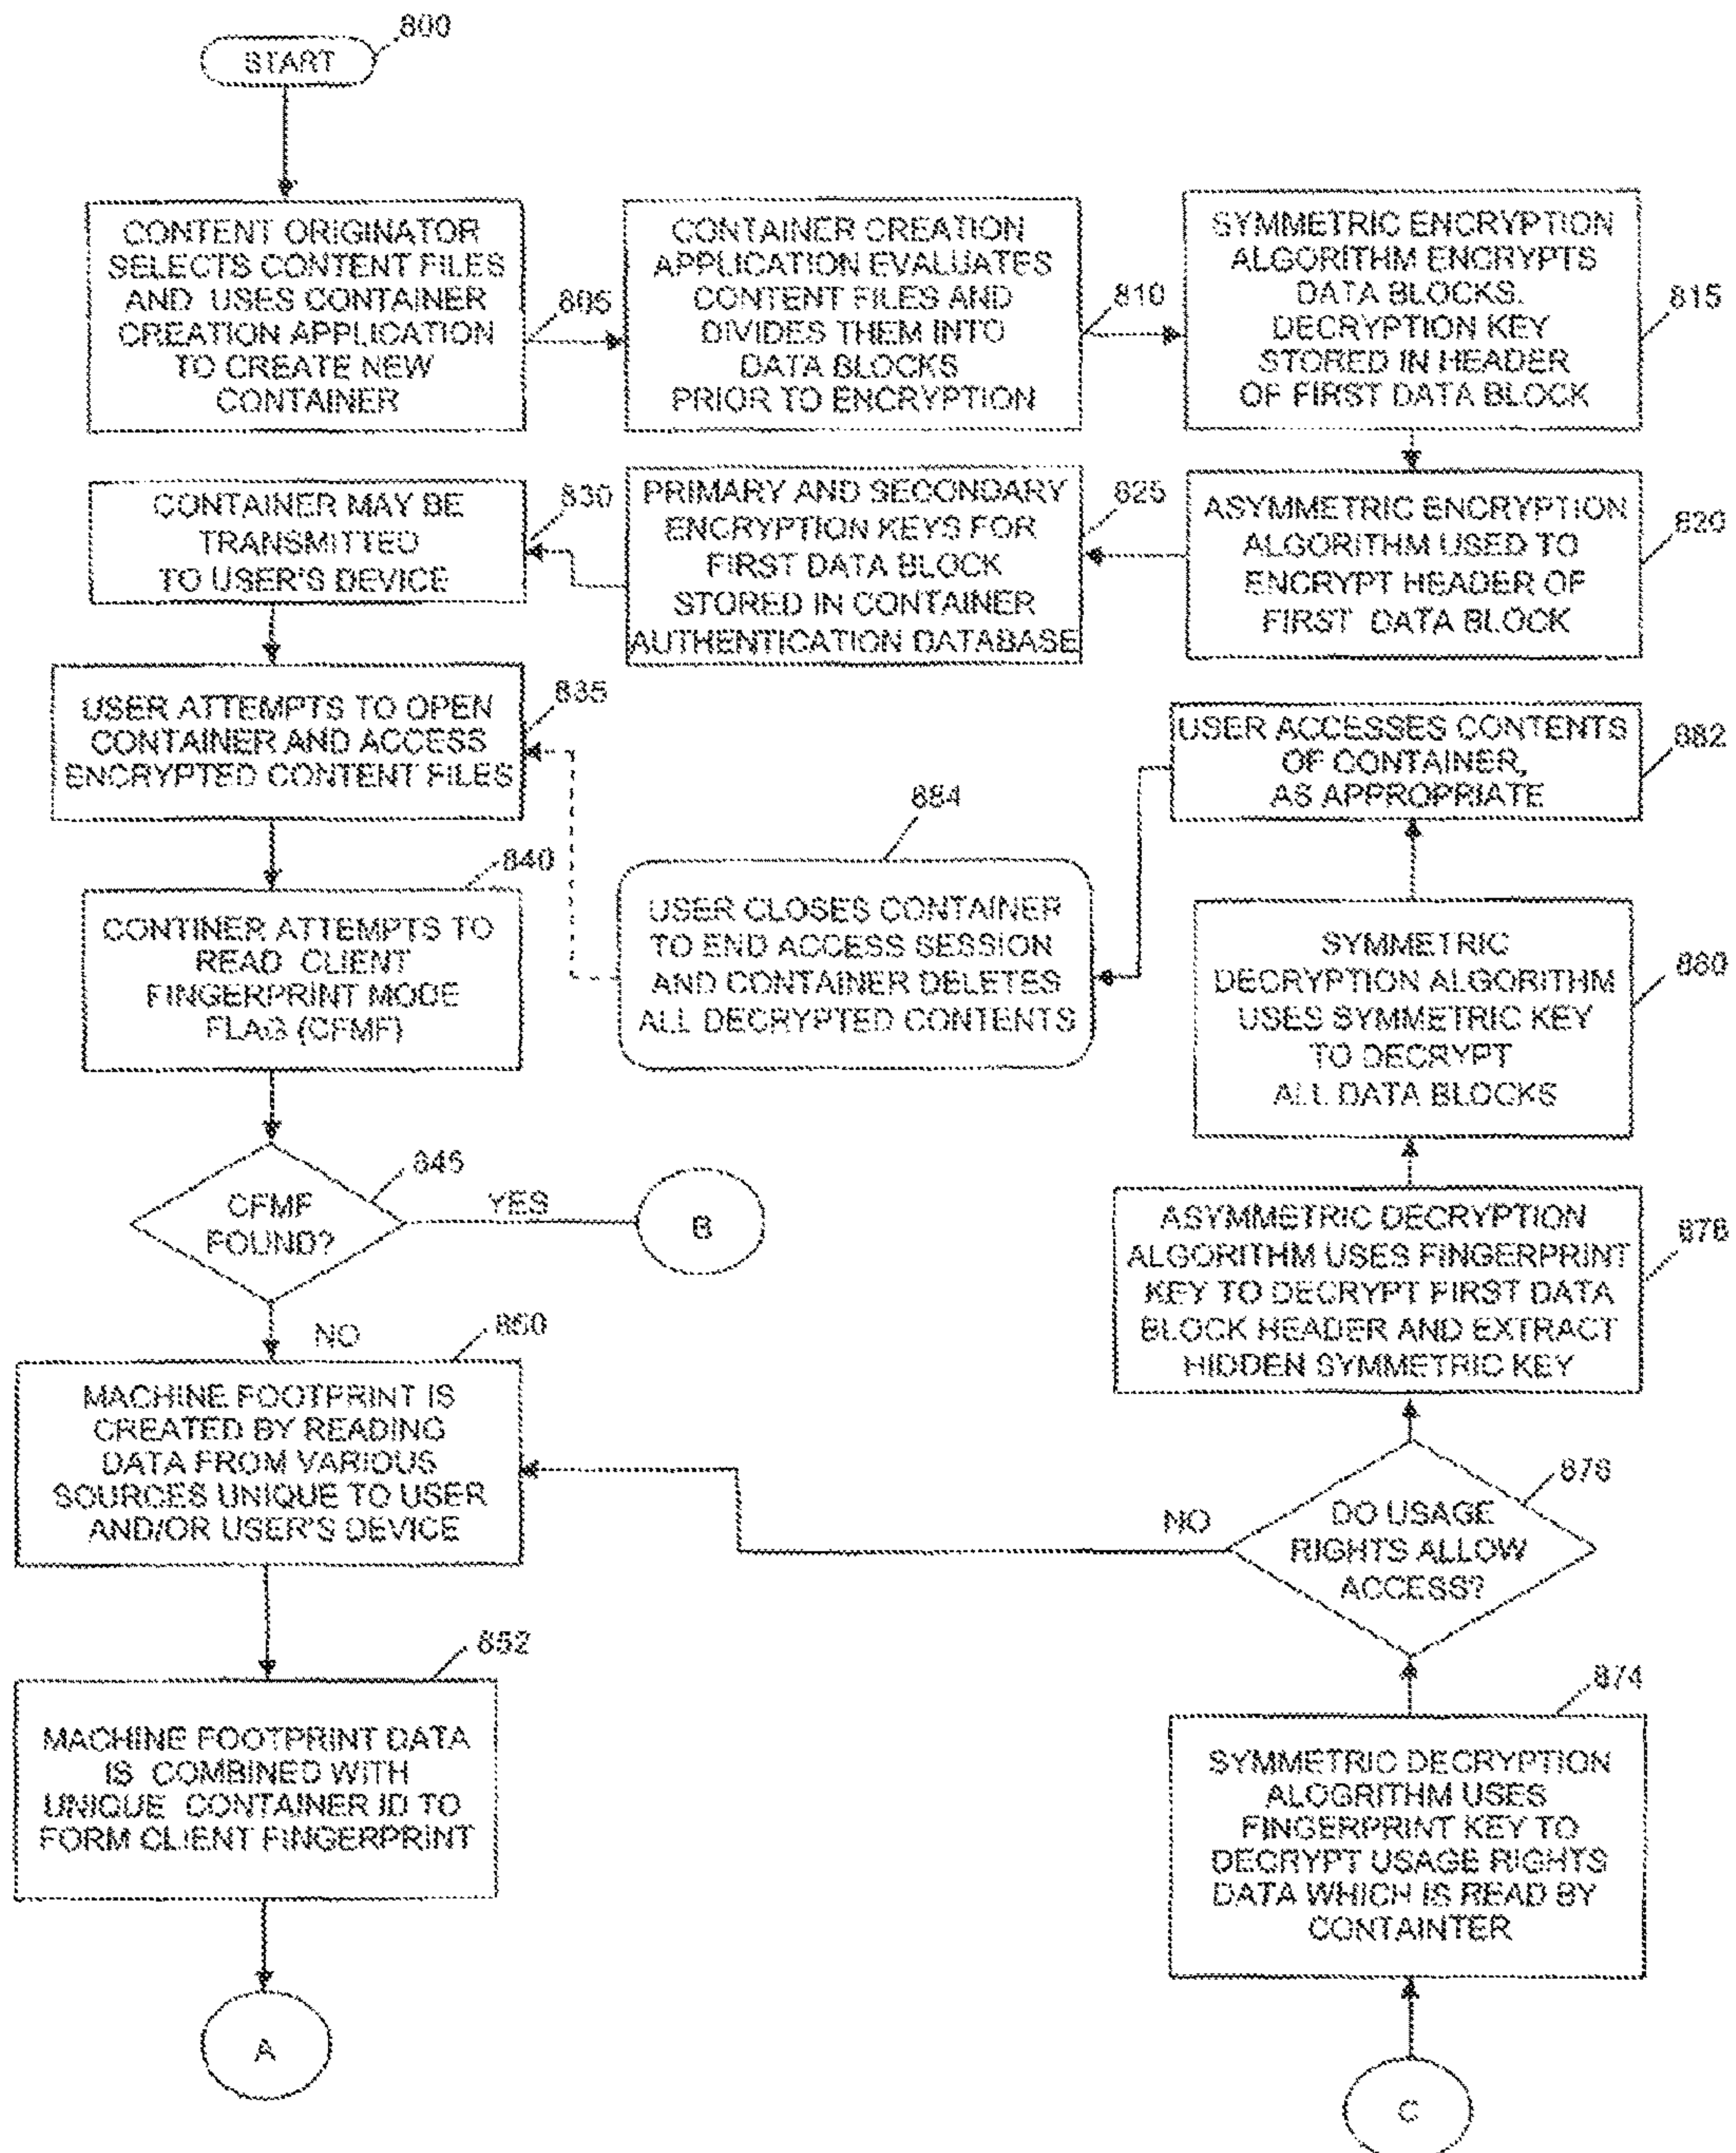 START
800
CONTENT ORIGINATOR
SELECTS CONTENT FILES
AND USES CONTAINER
CREATION APPLICATION
TO CREATE NEW
CONTAINER
805
CONTAINER CREATION
APPLICATION EVALUATES
CONTENT FILES AND
DIVIDES THEM INTO
DATA BLOCKS
PRIOR TO ENCRYPTION
810
SYMMETRIC ENCRYPTION
ALGORITHM ENCRYPTS
DATA BLOCKS.
DECRYPTION KEY
STORED IN HEADER
OF FIRST DATA BLOCK
815
ASYMMETRIC ENCRYPTION
ALGORITHM USED TO
ENCRYPT HEADER OF
FIRST DATA BLOCK
820
PRIMARY AND SECONDARY
ENCRYPTION KEYS FOR
FIRST DATA BLOCK
STORED IN CONTAINER
AUTHENTICATION DATABASE
825
CONTAINER MAY BE
TRANSMITTED
TO USER'S DEVICE
830
USER ATTEMPTS TO OPEN
CONTAINER AND ACCESS
ENCRYPTED CONTENT FILES
835
CONTINER ATTEMPTS TO
READ CLIENT
FINGERPRINT MODE
FLAG (CFMF)
840
CFMF
FOUND?
845
YES
B
NO
MACHINE FOOTPRINT IS
CREATED BY READING
DATA FROM VARIOUS
SOURCES UNIQUE TO USER
AND/OR USER'S DEVICE
850
MACHINE FOOTPRINT DATA
IS COMBINED WITH
UNIQUE CONTAINER ID TO
FORM CLIENT FINGERPRINT
852
A
C
SYMMETRIC DECRYPTION
ALOGRITHM USES
FINGERPRINT KEY TO
DECRYPT USAGE RIGHTS
DATA WHICH IS READ BY
CONTAINTER
874
DO USAGE
RIGHTS ALLOW
ACCESS?
876
NO
ASYMMETRIC DECRYPTION
ALGORITHM USES FINGERPRINT
KEY TO DECRYPT FIRST DATA
BLOCK HEADER AND EXTRACT
HIDDEN SYMMETRIC KEY
SYMMETRIC
DECRYPTION ALGORITHM
USES SYMMETRIC KEY
TO DECRYPT
ALL DATA BLOCKS
880
USER ACCESSES CONTENTS
OF CONTAINER,
AS APPROPRIATE
882
USER CLOSES CONTAINER
TO END ACCESS SESSION
AND CONTAINER DELETES
ALL DECRYPTED CONTENTS
884